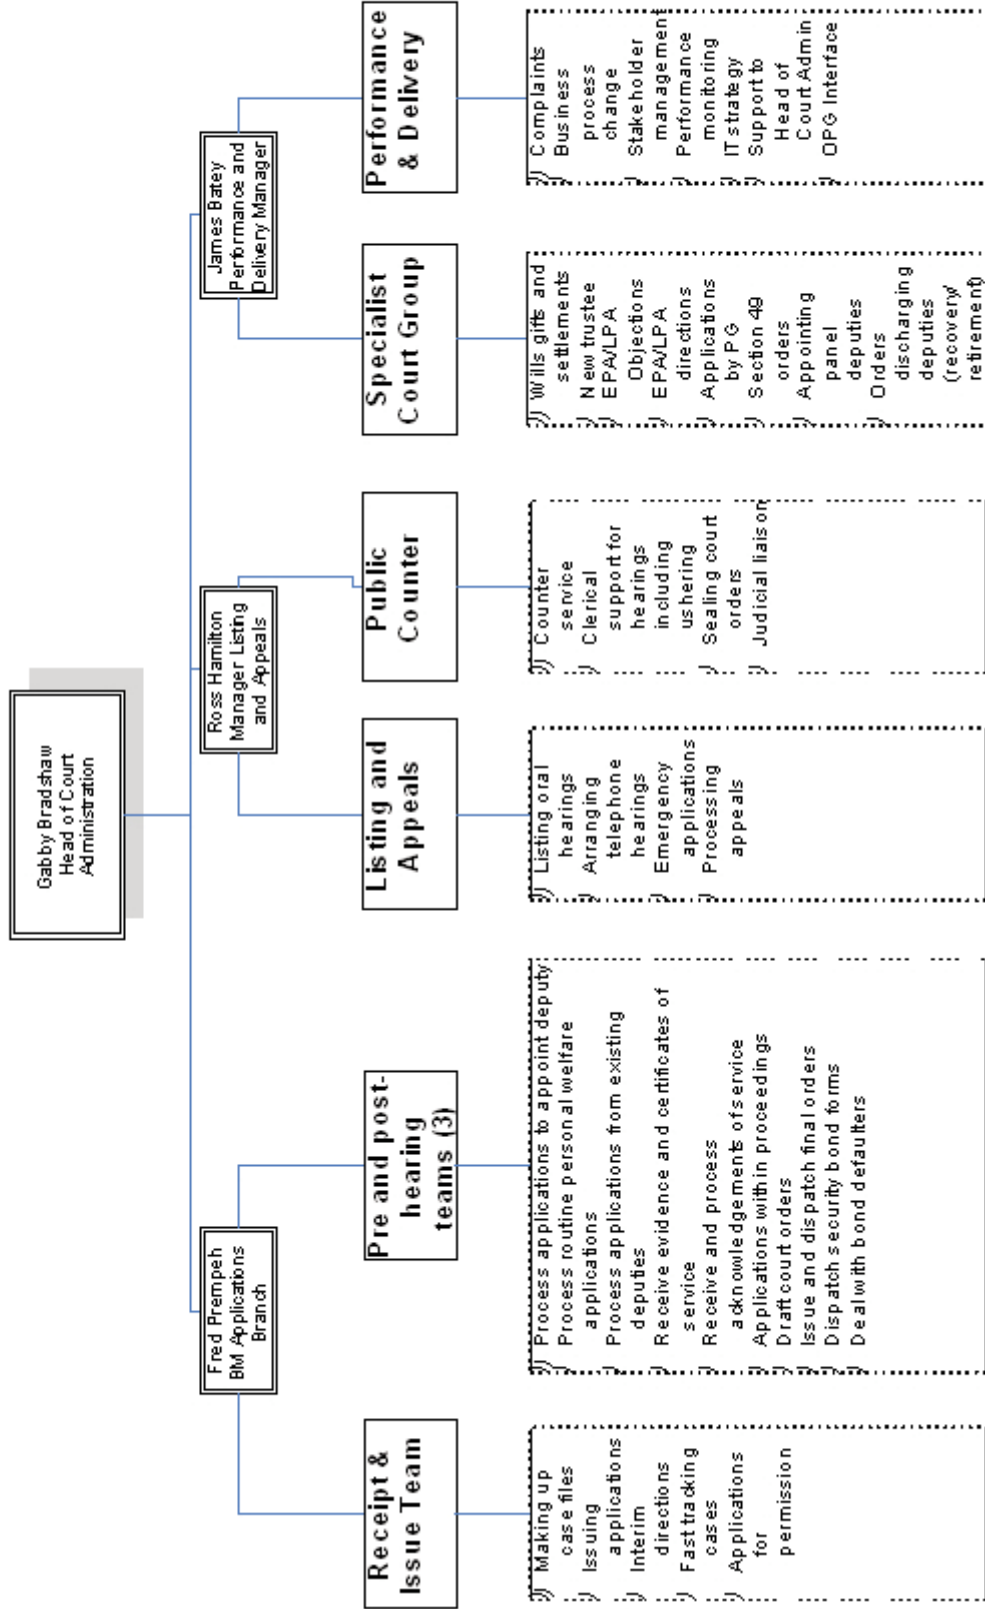 Gabby Bradshaw
Head of Court
Administration
Fred Prempeh
BM Applications
Branch
Ross Hamilton
Manager Listing
and Appeals
James Batey
Performance and
Delivery Manager
Receipt &
Issue Team
Pre and post-
hearing
teams (3)
Listing and
Appeals
Public
Counter
Specialist
Court Group
Performance
& Delivery
Making up
case files
Issuing
applications
Interim
directions
Fast tracking
cases
Applications
for
permission
Process applications to appoint deputy
Process routine personal welfare
applications
Process applications from existing
deputies
Receive evidence and certificates of
service
Receive and process
acknowledgements of service
Applications within proceedings
Draft court orders
Issue and dispatch final orders
Dispatch security bond forms
Deal with bond defaulters
Listing oral
hearings
Arranging
telephone
hearings
Emergency
applications
Processing
appeals
Counter
service
Clerical
support for
hearings
including
ushering
Sealing court
orders
Judicial liaison
Wills gifts and
settlements
New trustee
EPA/LPA
Objections
EPA/LPA
directions
Applications
by PG
Section 49
orders
Appointing
panel
deputies
Orders
discharging
deputies
(recovery/
retirement)
Complaints
Business
process
change
Stakeholder
management
Performance
monitoring
IT strategy
Support to
Head of
Court Admin
OPG Interface